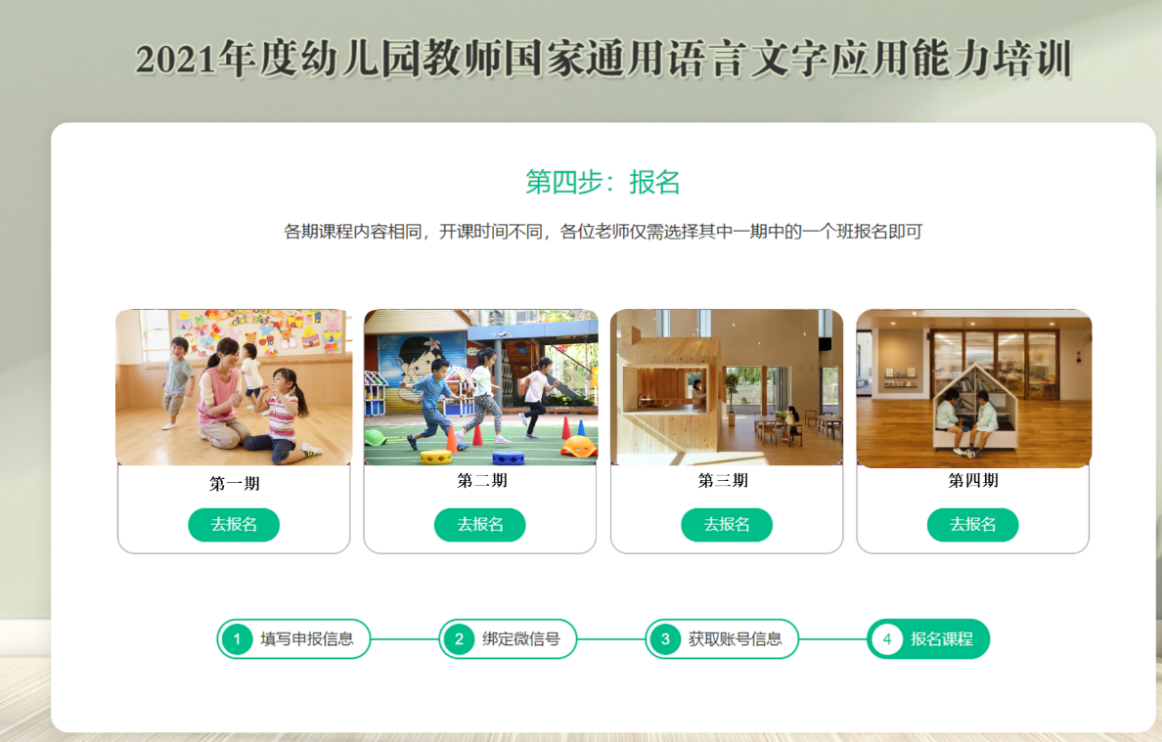 2021年度幼儿园教师国家通用语言文字应用能力培训
第四步：报名
各期课程内容相同，开课时间不同，各位老师仅需选择其中一期中的一个班报名即可
第一期
第二期
第三期
第四期
去报名
去报名
去报名
去报名
1 填写申报信息
2 绑定微信号
3 获取账号信息
4 报名课程